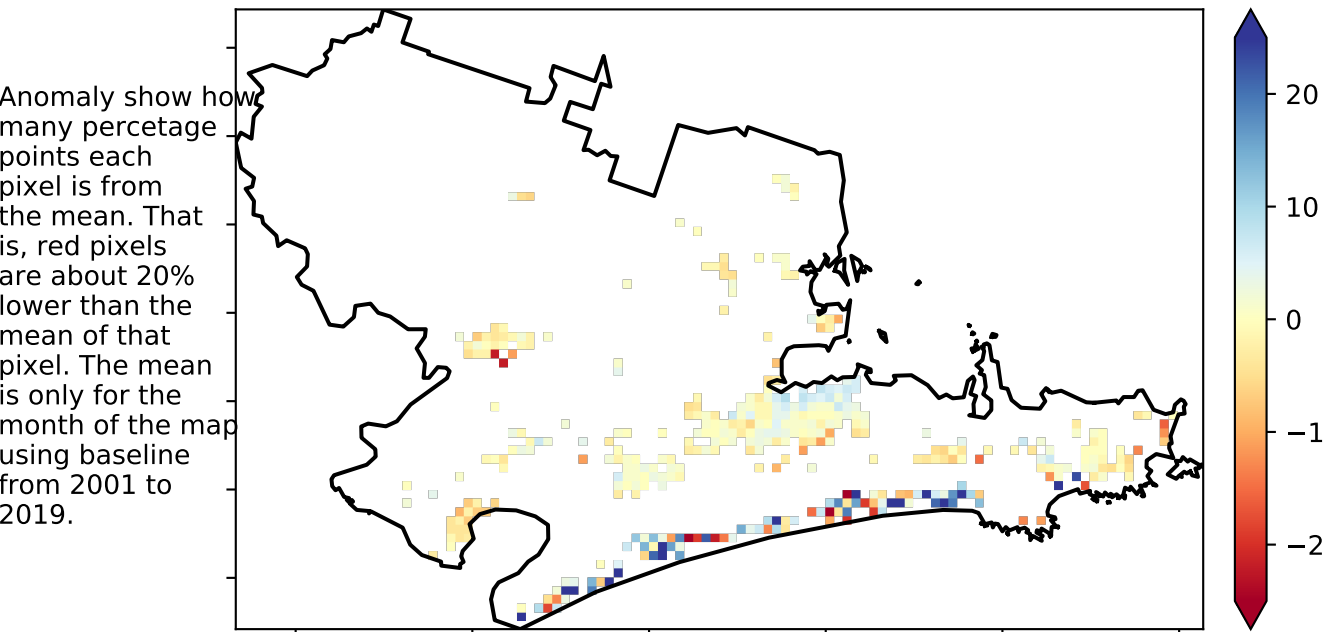 Anomaly show how
many percetage
points each
pixel is from
the mean. That
is, red pixels
are about 20%
lower than the
mean of that
pixel. The mean
is only for the
month of the map
using baseline
from 2001 to
2019.
20
10
0
−1
−2